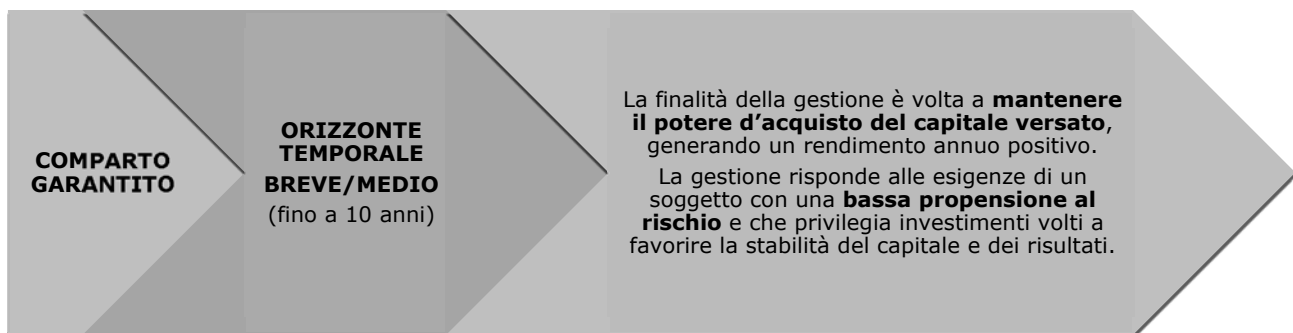 COMPARTO
GARANTITO
ORIZZONTE
TEMPORALE
BREVE/MEDIO
(fino a 10 anni)
La finalità della gestione è volta a mantenere
il potere d’acquisto del capitale versato,
generando un rendimento annuo positivo.
La gestione risponde alle esigenze di un
soggetto con una bassa propensione al
rischio e che privilegia investimenti volti a
favorire la stabilità del capitale e dei risultati.